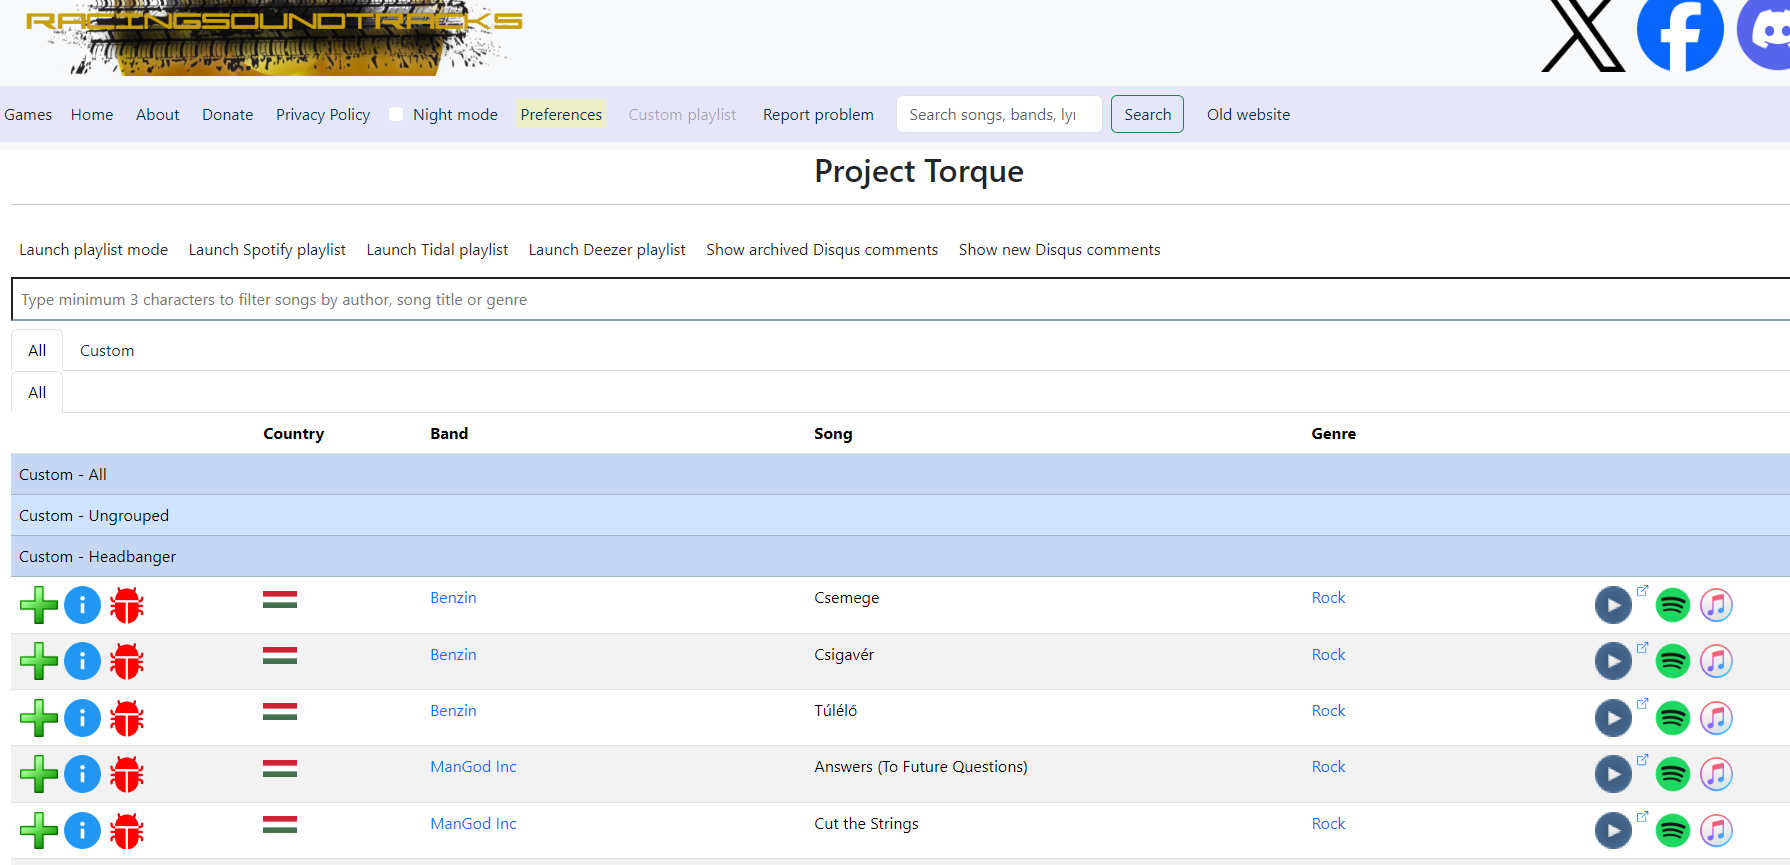 RACINGSOUNDTRACKS
Games Home About Donate Privacy Policy Night mode Preferences Custom playlist Report problem Search songs, bands, lyr Search Old website
Project Torque
Launch playlist mode Launch Spotify playlist Launch Tidal playlist Launch Deezer playlist Show archived Disqus comments Show new Disqus comments
Type minimum 3 characters to filter songs by author, song title or genre
All Custom
All
Country Band Song Genre
Custom - All
Custom - Ungrouped
Custom - Headbanger
Benzin Csemege Rock
Benzin Csigavér Rock
Benzin Túlélő Rock
ManGod Inc Answers (To Future Questions) Rock
ManGod Inc Cut the Strings Rock